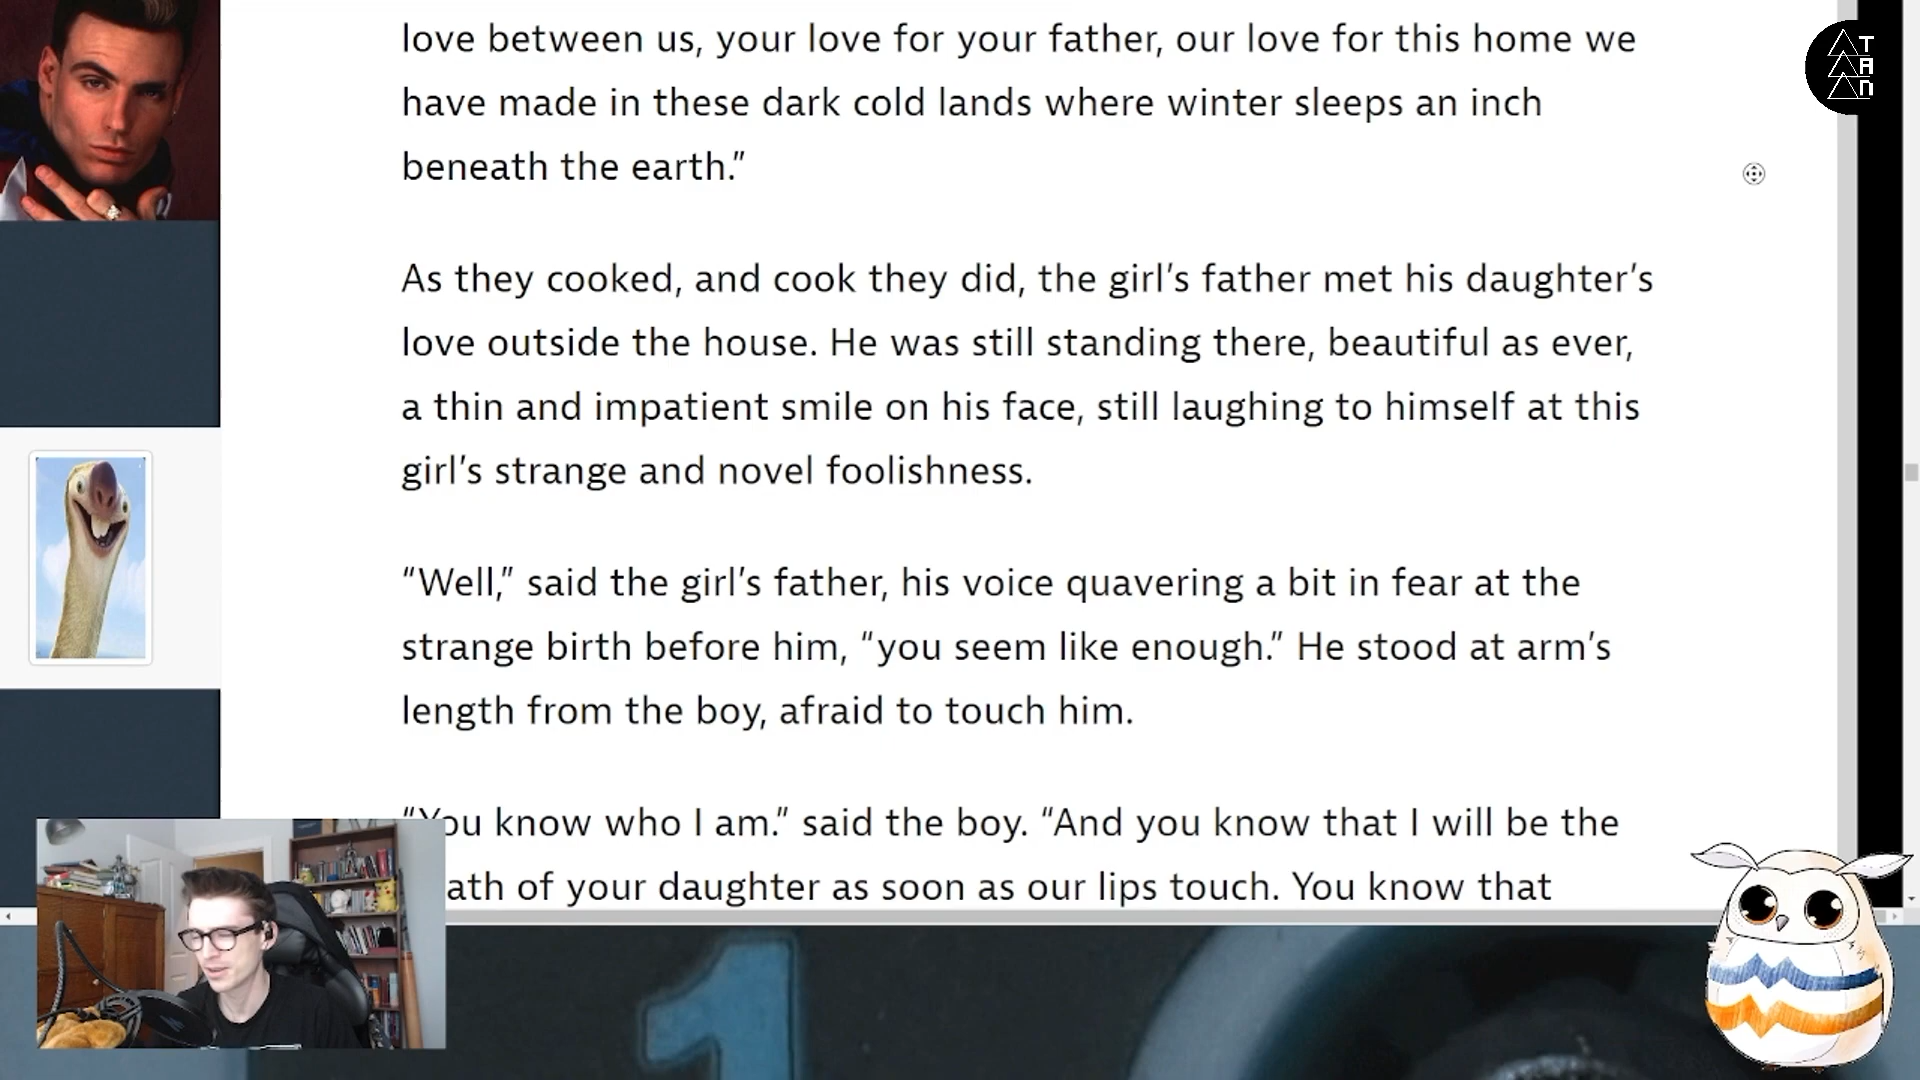 love between us, your love for your father, our love for this home we
have made in these dark cold lands where winter sleeps an inch
beneath the earth.”
As they cooked, and cook they did, the girl’s father met his daughter’s
love outside the house. He was still standing there, beautiful as ever,
a thin and impatient smile on his face, still laughing to himself at this
girl’s strange and novel foolishness.
“Well,” said the girl’s father, his voice quavering a bit in fear at the
strange birth before him, “you seem like enough.” He stood at arm’s
length from the boy, afraid to touch him.
“You know who I am.” said the boy. “And you know that I will be the
ath of your daughter as soon as our lips touch. You know that
TAN
1